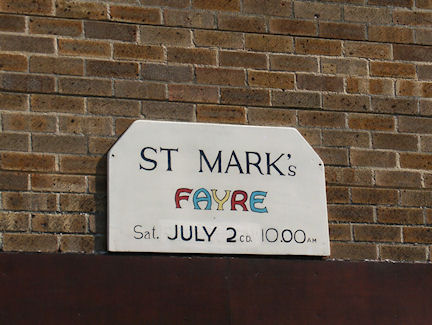 ST MARK's
FAYRE
Sat. JULY 2CD. 10.00AM